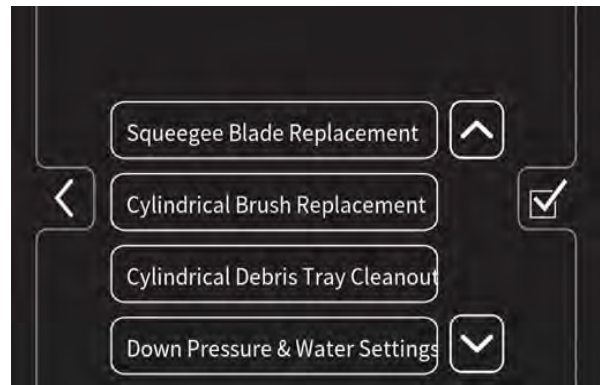 Squeegee Blade Replacement
Cylindrical Brush Replacement
Cylindrical Debris Tray Cleanout
Down Pressure & Water Settings